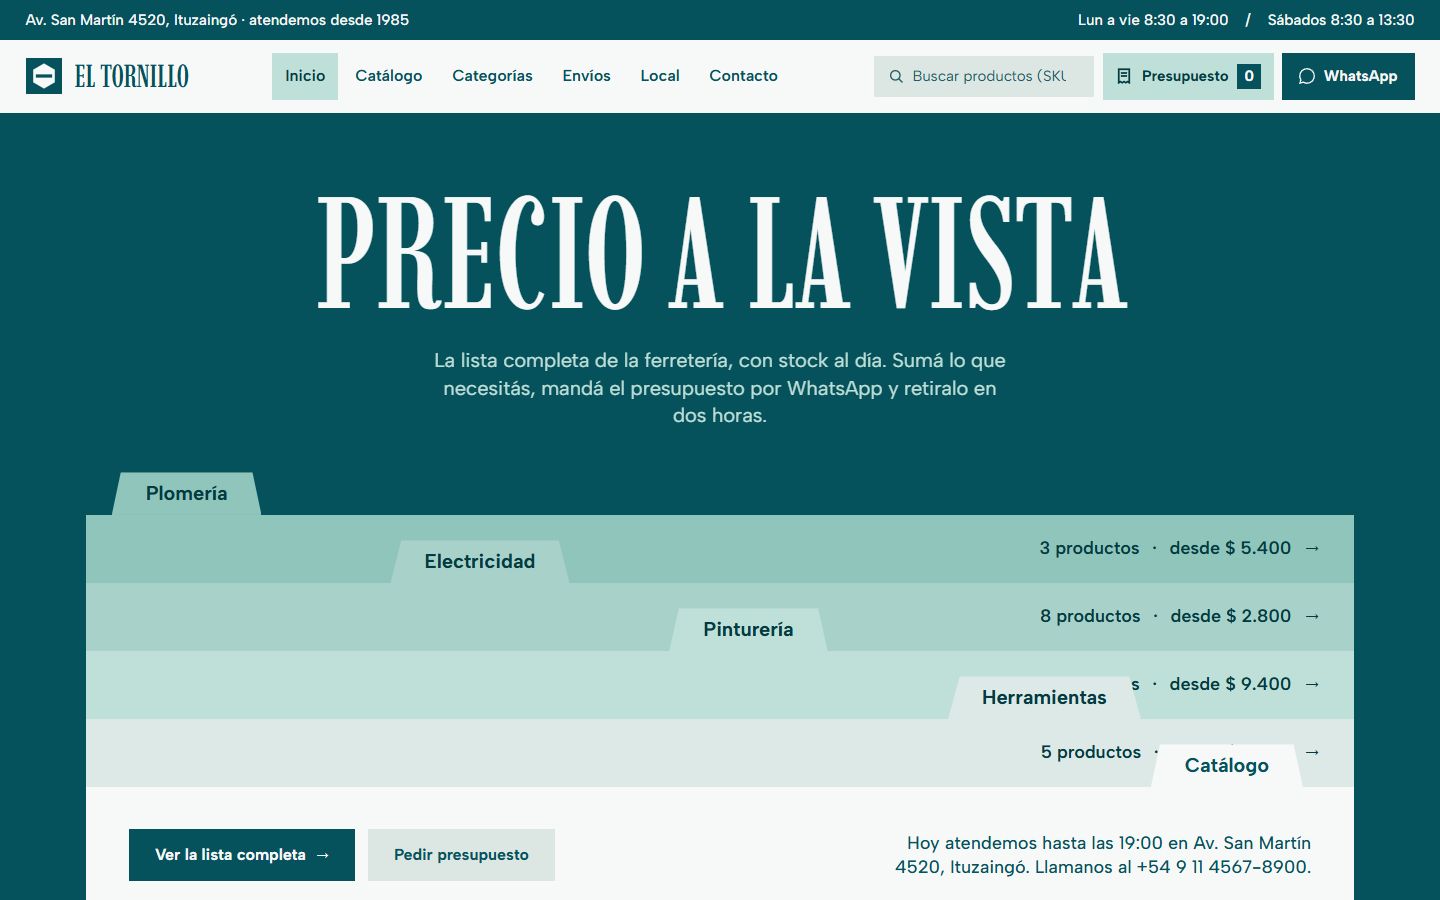 Av. San Martín 4520, Ituzaingó · atendemos desde 1985
Lun a vie 8:30 a 19:00 / Sábados 8:30 a 13:30
EL TORNILLO
Inicio
Catálogo
Categorías
Envíos
Local
Contacto
Buscar productos (SKU
Presupuesto 0
WhatsApp
PRECIO A LA VISTA
La lista completa de la ferretería, con stock al día. Sumá lo que
necesitás, mandá el presupuesto por WhatsApp y retiralo en
dos horas.
Plomería
3 productos · desde $ 5.400 →
Electricidad
8 productos · desde $ 2.800 →
Pinturería
s · desde $ 9.400 →
Herramientas
5 productos · →
Catálogo
Ver la lista completa →
Pedir presupuesto
Hoy atendemos hasta las 19:00 en Av. San Martín
4520, Ituzaingó. Llamanos al +54 9 11 4567-8900.